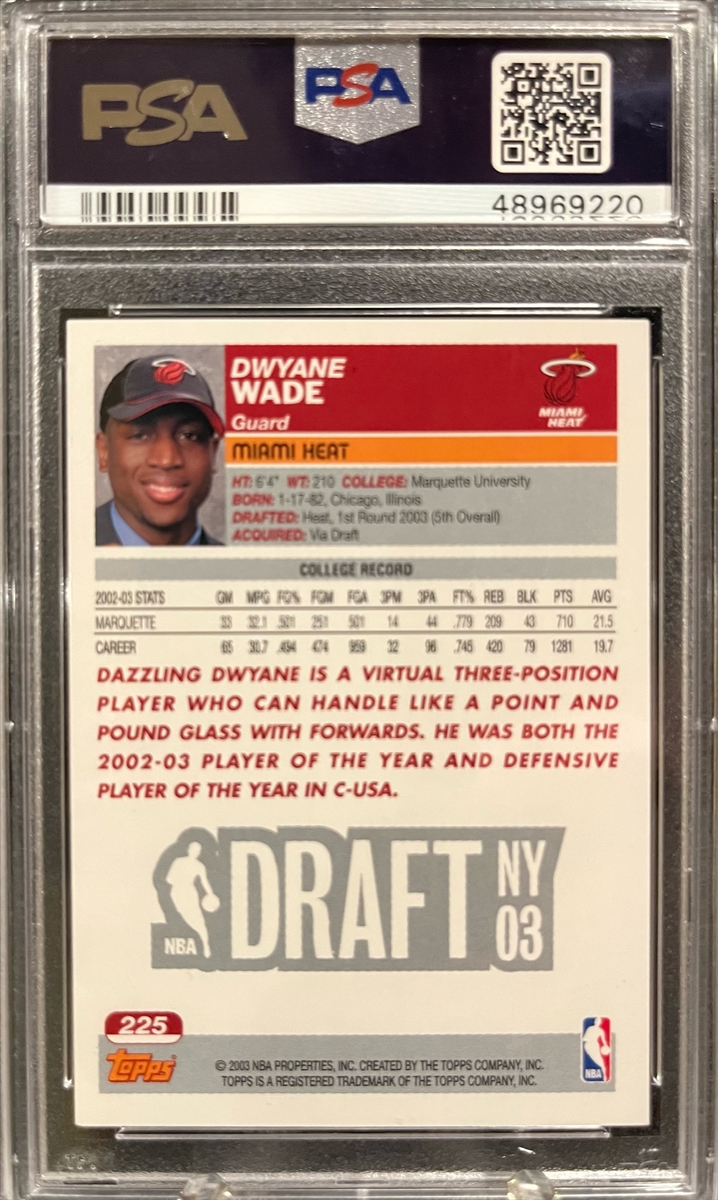 PSA
PSA
48969220
DWYANE
WADE
Guard
MIAMI HEAT
MIAMI
HEAT
HT: 6'4" WT: 210 COLLEGE: Marquette University
BORN: 1-17-82, Chicago, Illinois
DRAFTED: Heat, 1st Round 2003 (5th Overall)
ACQUIRED: Via Draft
COLLEGE RECORD
2002-03 STATS GM MPG FG% FGM FGA 3PM 3PA FT% REB BLK PTS AVG
MARQUETTE 33 32.1 .501 251 501 14 44 .779 209 43 710 21.5
CAREER 65 30.7 .494 474 959 32 96 .745 420 79 1281 19.7
DAZZLING DWYANE IS A VIRTUAL THREE-POSITION
PLAYER WHO CAN HANDLE LIKE A POINT AND
POUND GLASS WITH FORWARDS. HE WAS BOTH THE
2002-03 PLAYER OF THE YEAR AND DEFENSIVE
PLAYER OF THE YEAR IN C-USA.
NBA
DRAFT
NY
03
225
Topps
© 2003 NBA PROPERTIES, INC. CREATED BY THE TOPPS COMPANY, INC.
TOPPS IS A REGISTERED TRADEMARK OF THE TOPPS COMPANY, INC.
NBA